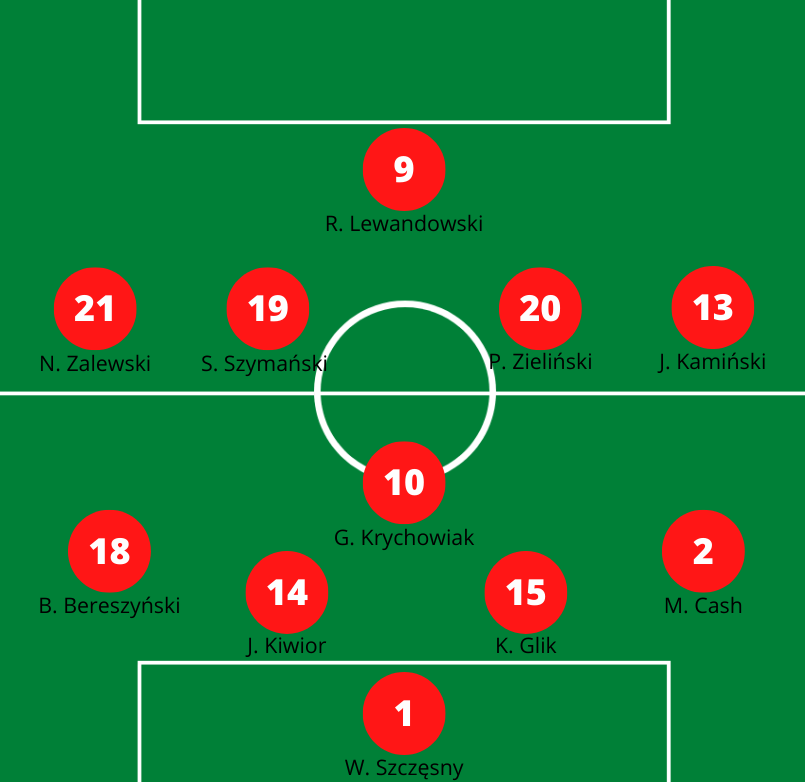 9
R. Lewandowski
21 19 20 13
N. Zalewski S. Szymański P. Zieliński J. Kamiński
10
G. Krychowiak
18 2
B. Bereszyński M. Cash
14 15
J. Kiwior K. Glik
1
W. Szczęsny